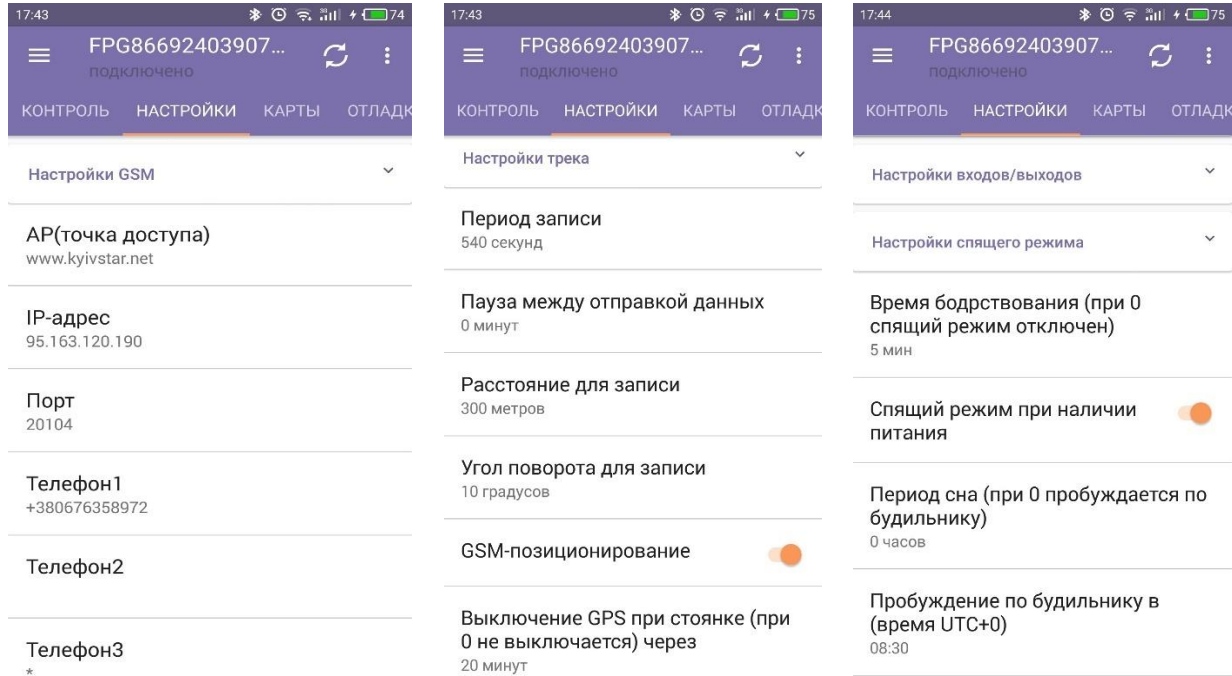 17:43
74
FPG86692403907...
подключено
КОНТРОЛЬ НАСТРОЙКИ КАРТЫ ОТЛАДК
Настройки GSM
AP(точка доступа)
www.kyivstar.net
IP-адрес
95.163.120.190
Порт
20104
Телефон1
+380676358972
Телефон2
Телефон3
*
17:43
75
FPG86692403907...
подключено
КОНТРОЛЬ НАСТРОЙКИ КАРТЫ ОТЛАДК
Настройки трека
Период записи
540 секунд
Пауза между отправкой данных
0 минут
Расстояние для записи
300 метров
Угол поворота для записи
10 градусов
GSM-позиционирование
Выключение GPS при стоянке (при
0 не выключается) через
20 минут
17:44
75
FPG86692403907...
подключено
КОНТРОЛЬ НАСТРОЙКИ КАРТЫ ОТЛАДК
Настройки входов/выходов
Настройки спящего режима
Время бодрствования (при 0
спящий режим отключен)
5 мин
Спящий режим при наличии
питания
Период сна (при 0 пробуждается по
будильнику)
0 часов
Пробуждение по будильнику в
(время UTC+0)
08:30